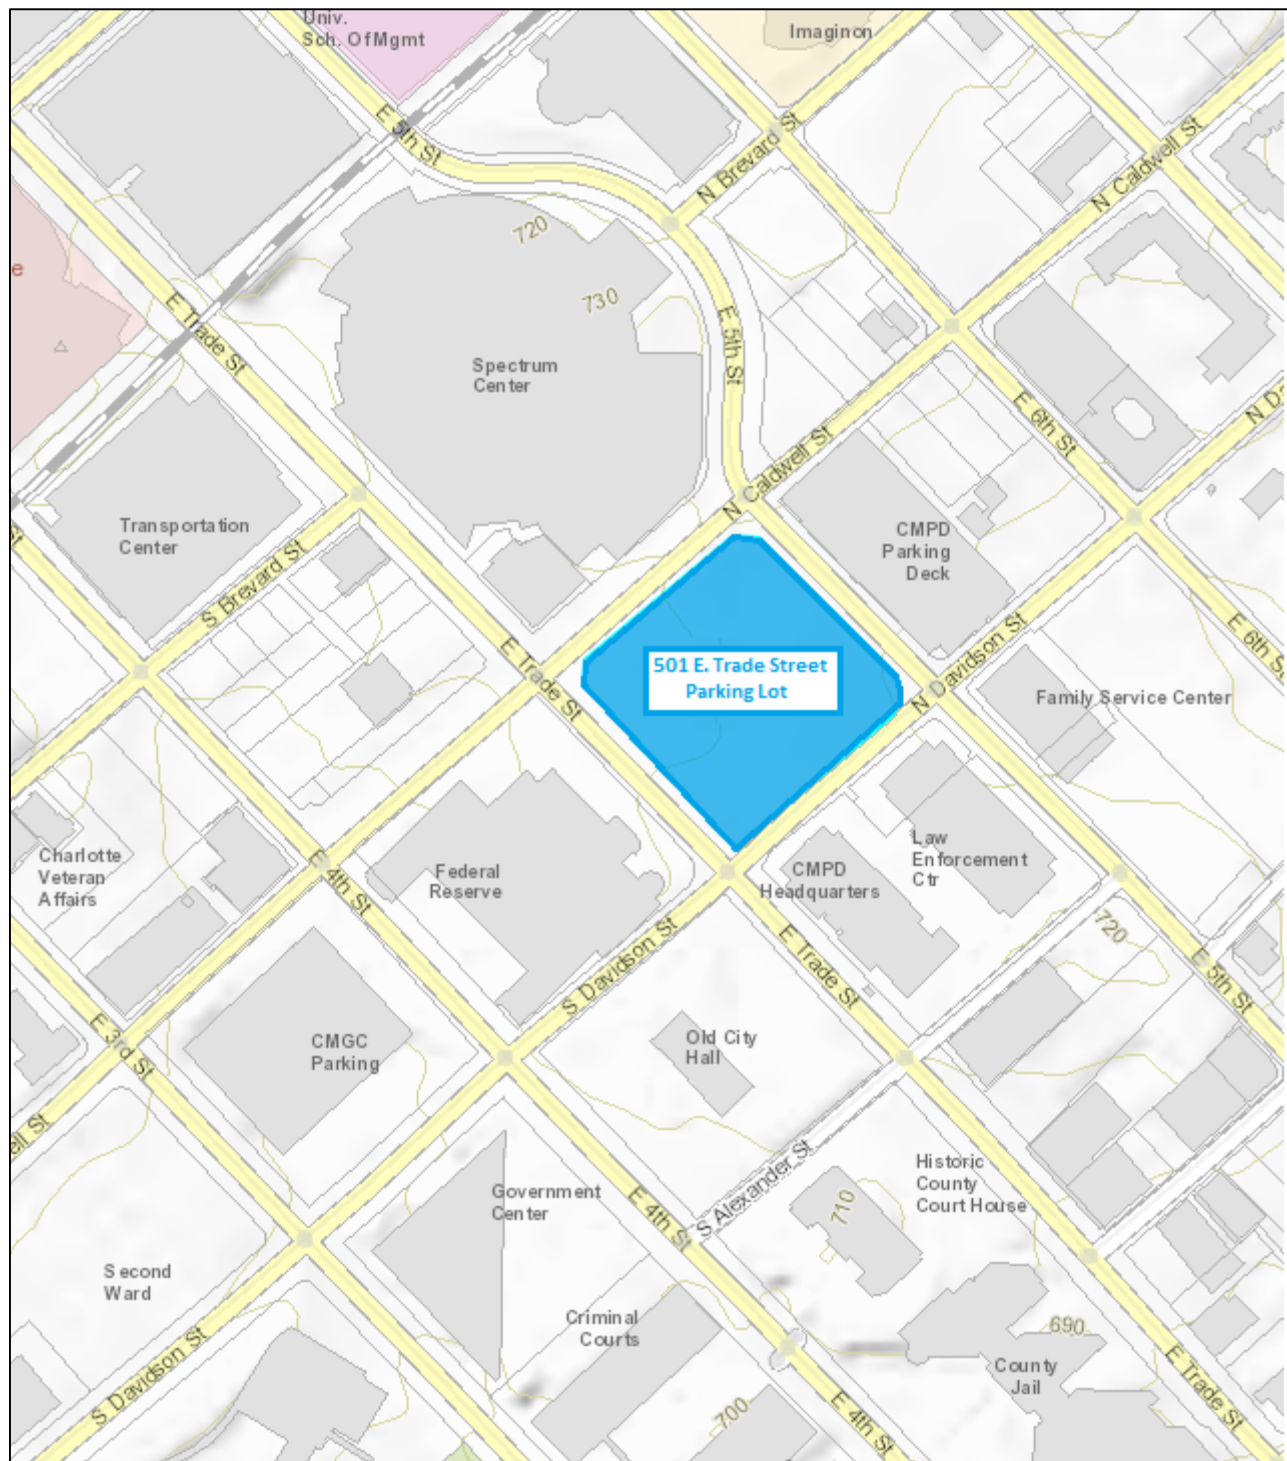 Univ.
Sch. Of Mgmt
Imaginon
E 5th St
N Brevard St
N Caldwell St
720
e
730
E Trade St
E 5th St
Spectrum
Center
E 6th St
N Caldwell St
Transportation
Center
CMPD
Parking
Deck
S Brevard St
E Trade St
501 E. Trade Street
Parking Lot
N Davidson St
E 6th St
Family Service Center
Charlotte
Veteran
Affairs
E 4th St
Federal
Reserve
CMPD
Headquarters
Law
Enforcement
Ctr
720
S Davidson St
E Trade St
E 5th St
E 3rd St
CMGC
Parking
Old City
Hall
ell St
S Alexander St
Historic
County
Court House
Government
Center
E 4th St
710
Second
Ward
Criminal
Courts
690
S Davidson St
County
Jail
E Trade St
700
E 4th St